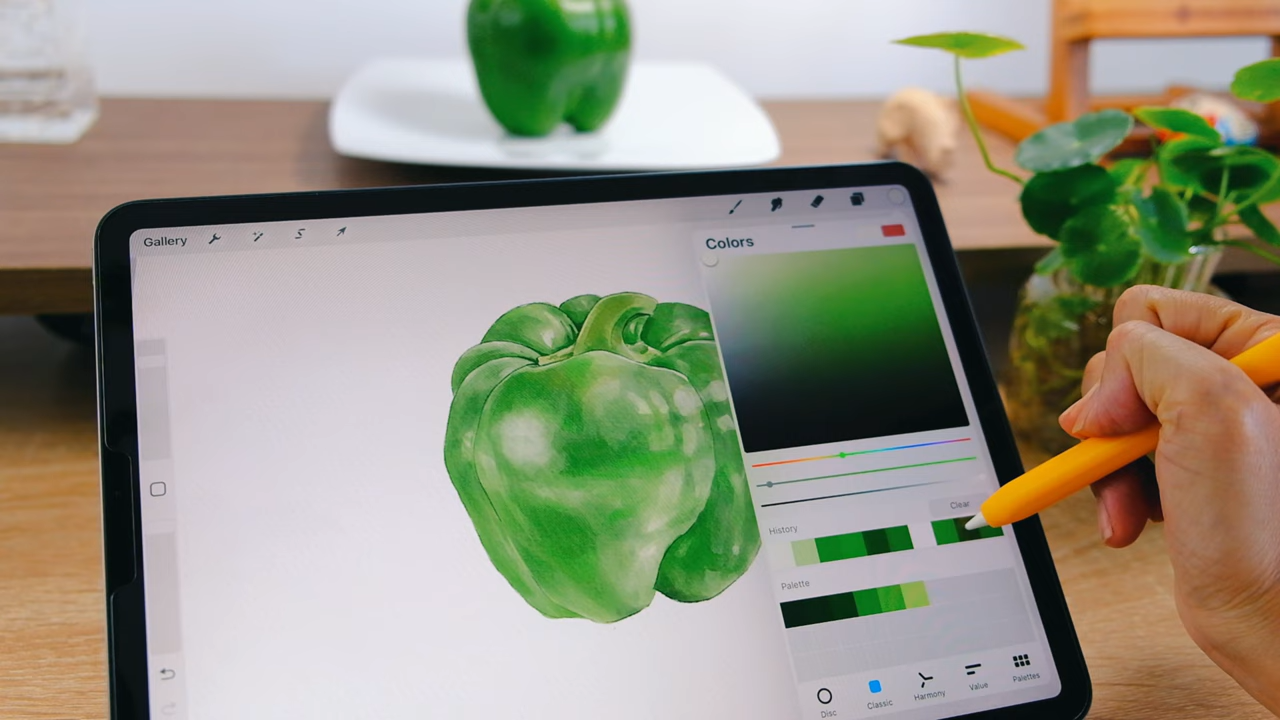 Gallery
Colors
Clear
History
Palette
Disc
Classic
Harmony
Value
Palettes